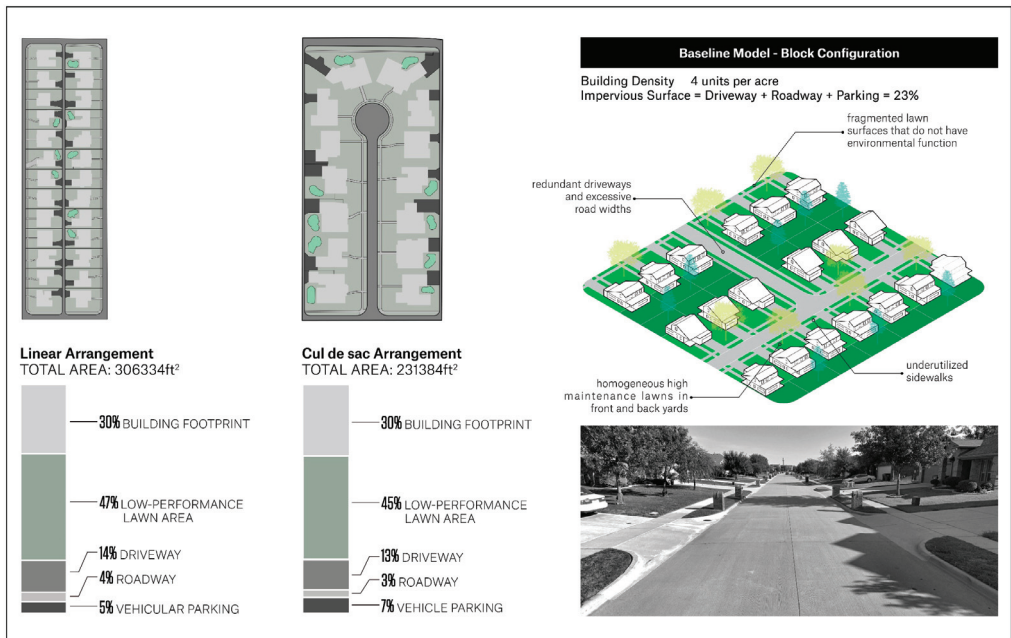 Baseline Model - Block Configuration
Building Density 4 units per acre
Impervious Surface = Driveway + Roadway + Parking = 23%
fragmented lawn
surfaces that do not have
environmental function
redundant driveways
and excessive
road widths
underutilized
sidewalks
homogeneous high
maintenance lawns in
front and back yards
Linear Arrangement
TOTAL AREA: 306334ft²
30% BUILDING FOOTPRINT
47% LOW-PERFORMANCE
LAWN AREA
14% DRIVEWAY
4% ROADWAY
5% VEHICULAR PARKING
Cul de sac Arrangement
TOTAL AREA: 231384ft²
30% BUILDING FOOTPRINT
45% LOW-PERFORMANCE
LAWN AREA
13% DRIVEWAY
3% ROADWAY
7% VEHICLE PARKING